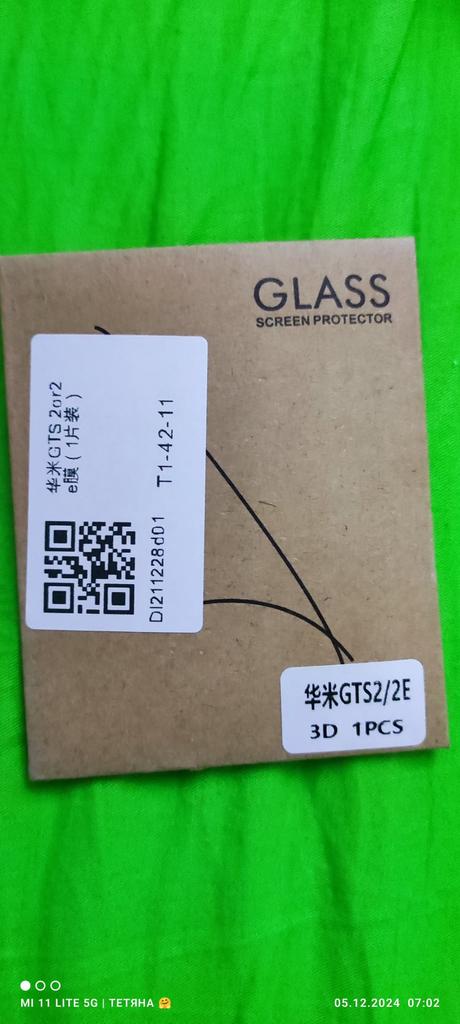 GLASS
SCREEN PROTECTOR
华米GTS 2or2
e膜（1片装）
DI211228d01
T1-42-11
华米GTS2/2E
3D 1PCS
MI 11 LITE 5G | ТЕТЯНА 🤗
05.12.2024 07:02